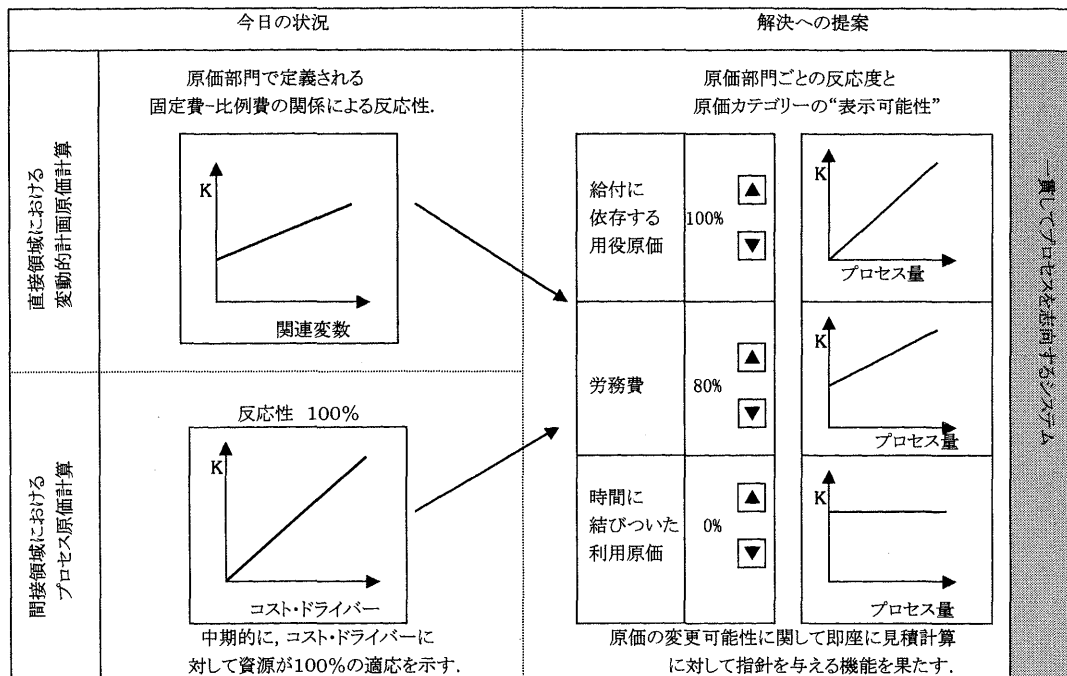 今日の状況
解決への提案
直接領域における
変動的計画原価計算
原価部門で定義される
固定費-比例費の関係による反応性.
K
関連変数
間接領域における
プロセス原価計算
反応性 100%
K
コスト・ドライバー
中期的に, コスト・ドライバーに
対して資源が100%の適応を示す.
原価部門ごとの反応度と
原価カテゴリーの“表示可能性”
給付に
依存する
用役原価
100%
▲
▼
K
プロセス量
労務費
80%
▲
▼
K
プロセス量
時間に
結びついた
利用原価
0%
▲
▼
K
プロセス量
原価の変更可能性に関して即座に見積計算
に対して指針を与える機能を果たす.
一貫してプロセスを志向するシステム